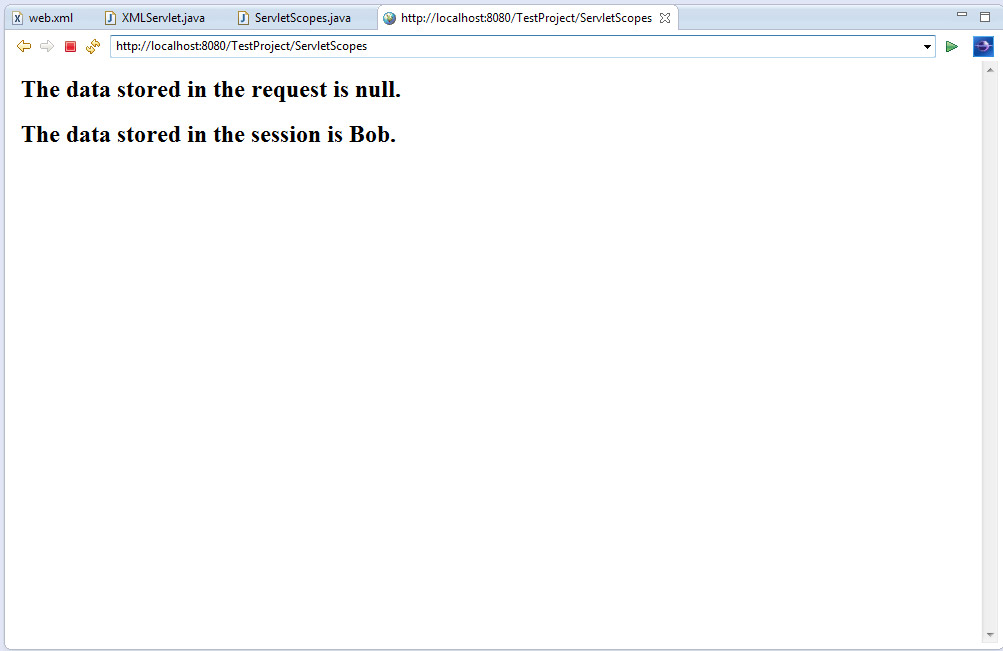 web.xml XMLServlet.java ServletScopes.java http://localhost:8080/TestProject/ServletScopes
http://localhost:8080/TestProject/ServletScopes
The data stored in the request is null.
The data stored in the session is Bob.